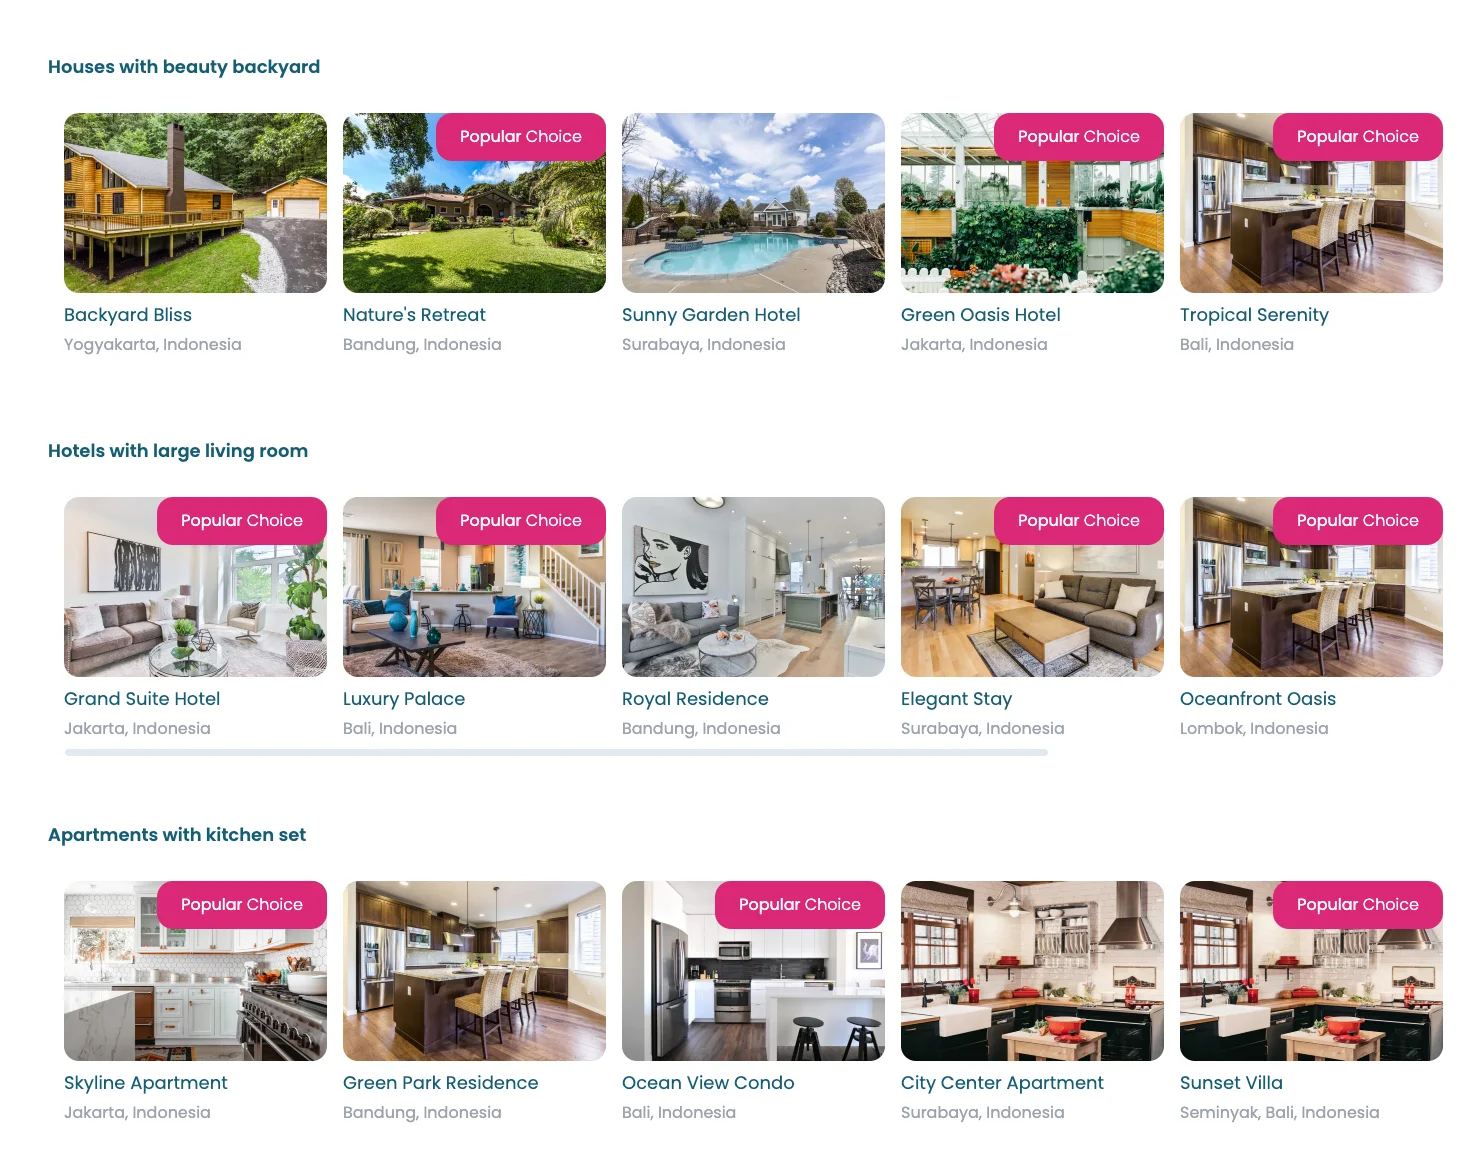 Houses with beauty backyard
Popular Choice
Popular Choice
Popular Choice
Backyard Bliss
Yogyakarta, Indonesia
Nature's Retreat
Bandung, Indonesia
Sunny Garden Hotel
Surabaya, Indonesia
Green Oasis Hotel
Jakarta, Indonesia
Tropical Serenity
Bali, Indonesia
Hotels with large living room
Popular Choice
Popular Choice
Popular Choice
Popular Choice
Grand Suite Hotel
Jakarta, Indonesia
Luxury Palace
Bali, Indonesia
Royal Residence
Bandung, Indonesia
Elegant Stay
Surabaya, Indonesia
Oceanfront Oasis
Lombok, Indonesia
Apartments with kitchen set
Popular Choice
Popular Choice
Popular Choice
Skyline Apartment
Jakarta, Indonesia
Green Park Residence
Bandung, Indonesia
Ocean View Condo
Bali, Indonesia
City Center Apartment
Surabaya, Indonesia
Sunset Villa
Seminyak, Bali, Indonesia